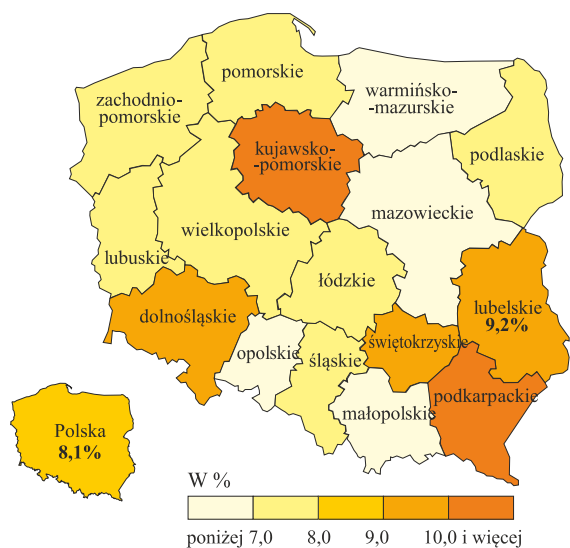 pomorskie
zachodnio-
-pomorskie
warmińsko-
-mazurskie
kujawsko-
-pomorskie
podlaskie
mazowieckie
wielkopolskie
lubuskie
łódzkie
dolnośląskie
lubelskie
9,2%
świętokrzyskie
opolskie
śląskie
podkarpackie
małopolskie
Polska
8,1%
W %
poniżej 7,0 8,0 9,0 10,0 i więcej